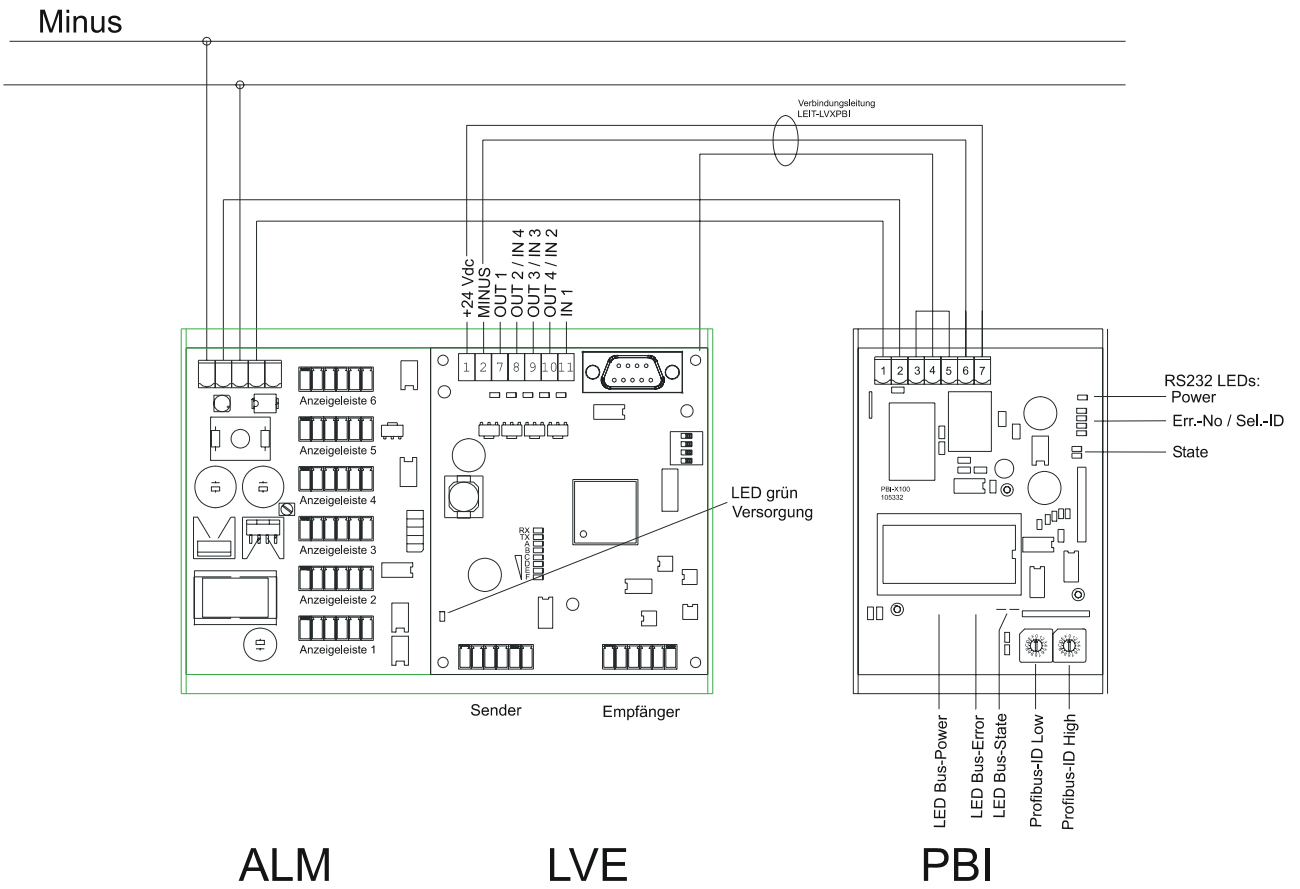 Minus
Verbindungsleitung
LEIT-LVXPBI
+24 Vdc
MINUS
OUT 1
OUT 2 / IN 4
OUT 3 / IN 3
OUT 4 / IN 2
IN 1
1 2 7 8 9 10 11
1 2 3 4 5 6 7
RS232 LEDs:
Power
Err.-No / Sel.-ID
State
Anzeigeleiste 6
Anzeigeleiste 5
Anzeigeleiste 4
Anzeigeleiste 3
Anzeigeleiste 2
Anzeigeleiste 1
LED grün
Versorgung
RX
TX
A
B
C
D
E
F
PBI-X100
105332
Sender
Empfänger
LED Bus-Power
LED Bus-Error
LED Bus-State
Profibus-ID Low
Profibus-ID High
ALM
LVE
PBI